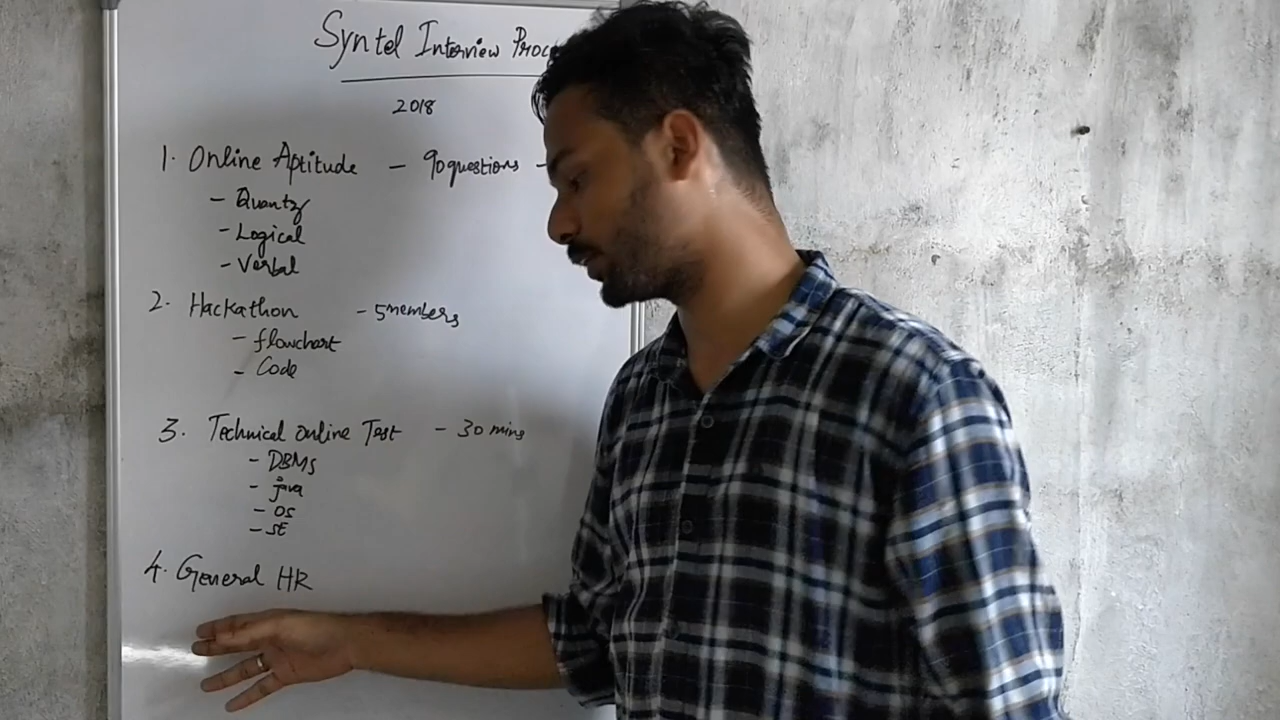 Syntel Interview Proc
2018
1. Online Aptitude - 90questions -
- Quanty
- Logical
- Verbal
2. Hackathon - 5members
- flowchart
- Code
3. Technical Online Test - 30 mins
- DBMS
- java
- OS
- SE
4. General HR